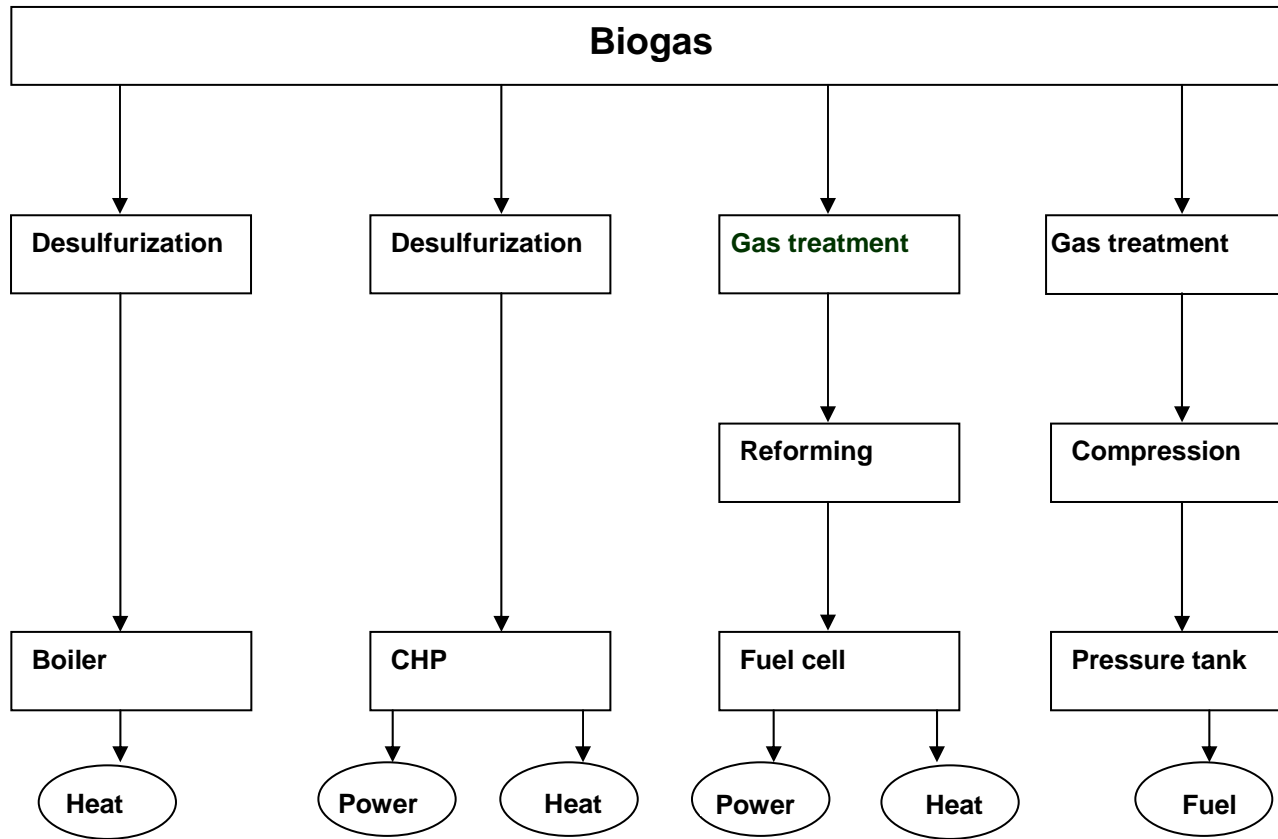 Biogas
Desulfurization
Desulfurization
Gas treatment
Gas treatment
Reforming
Compression
Boiler
CHP
Fuel cell
Pressure tank
Heat
Power
Heat
Power
Heat
Fuel